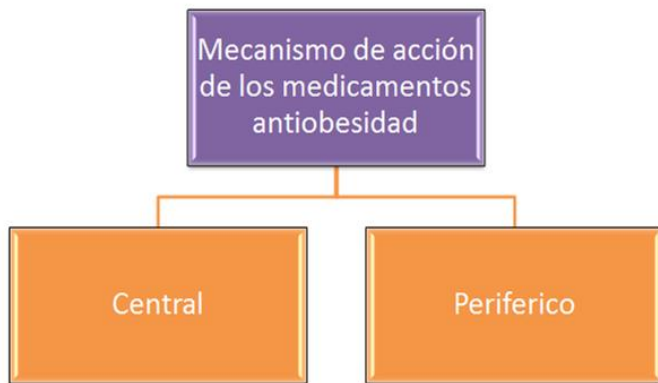 Mecanismo de acción
de los medicamentos
antiobesidad
Central
Periferico